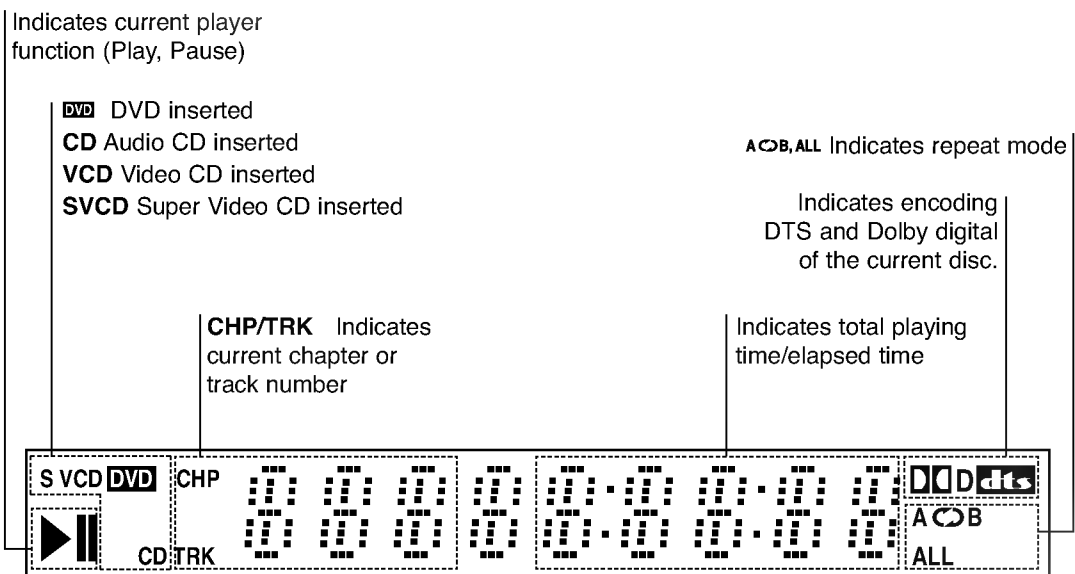 Indicates current player
function (Play, Pause)
DVD DVD inserted
CD Audio CD inserted
VCD Video CD inserted
SVCD Super Video CD inserted
A B, ALL Indicates repeat mode
Indicates encoding
DTS and Dolby digital
of the current disc.
CHP/TRK Indicates
current chapter or
track number
Indicates total playing
time/elapsed time
S VCD DVD CHP D dts
A B
CD TRK ALL